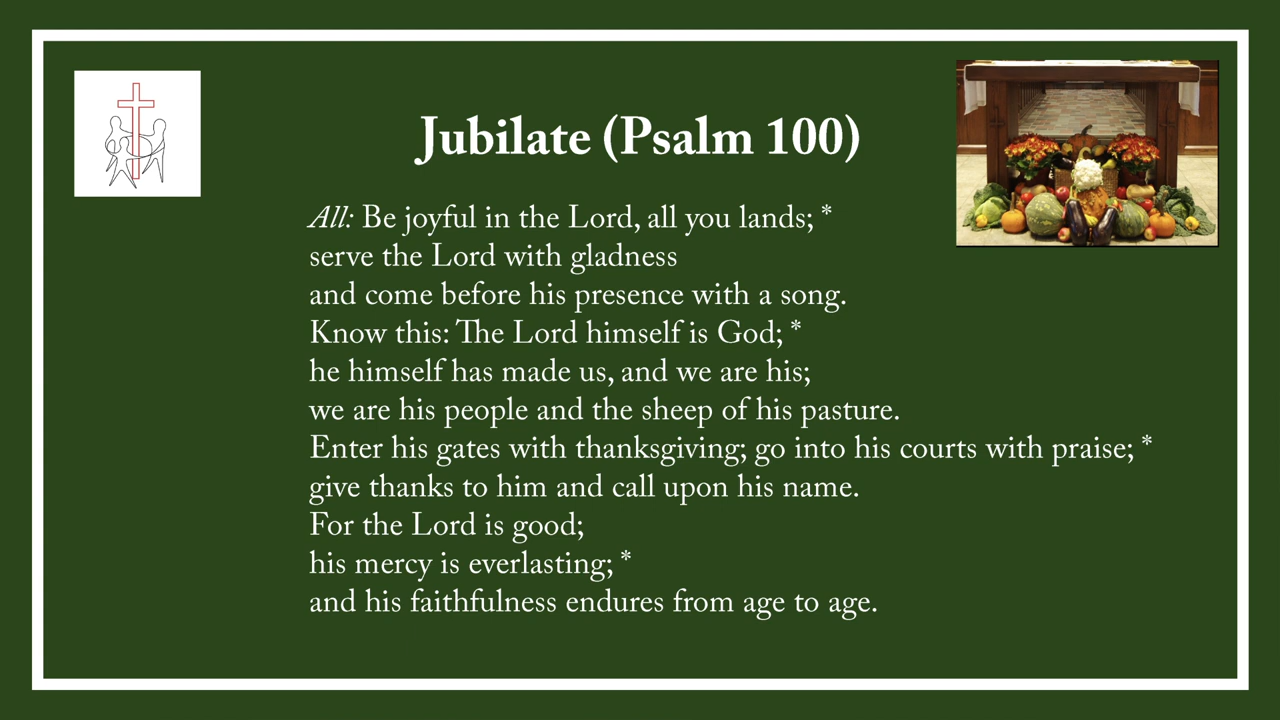 Jubilate (Psalm 100)
All: Be joyful in the Lord, all you lands; *
serve the Lord with gladness
and come before his presence with a song.
Know this: The Lord himself is God; *
he himself has made us, and we are his;
we are his people and the sheep of his pasture.
Enter his gates with thanksgiving; go into his courts with praise; *
give thanks to him and call upon his name.
For the Lord is good;
his mercy is everlasting; *
and his faithfulness endures from age to age.